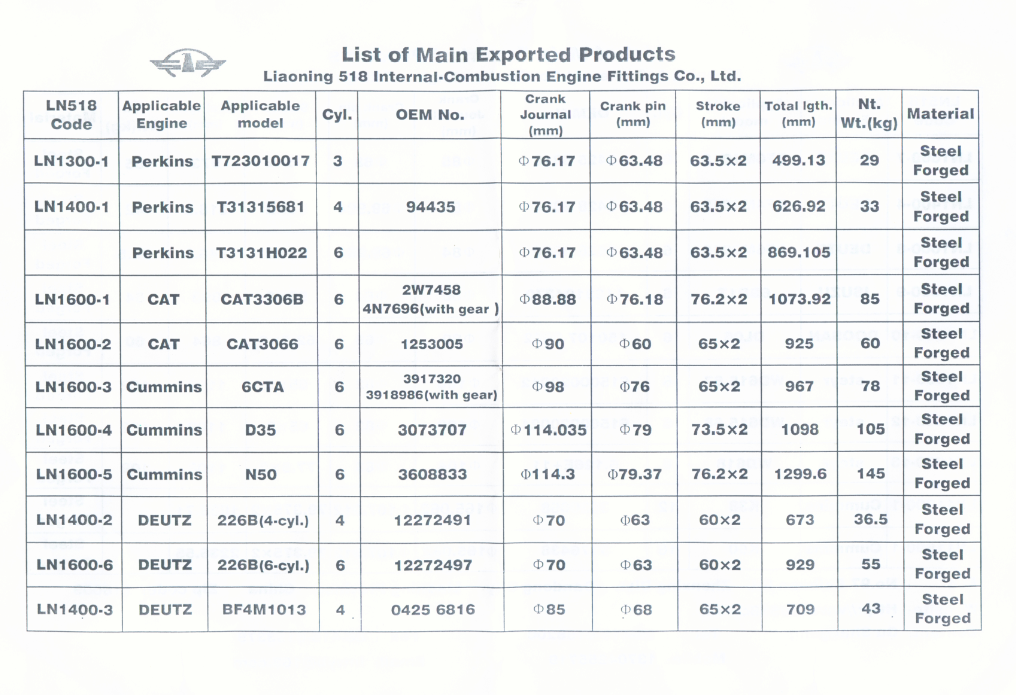 List of Main Exported Products
Liaoning 518 Internal-Combustion Engine Fittings Co., Ltd.
LN518 Code | Applicable Engine | Applicable model | Cyl. | OEM No. | Crank Journal (mm) | Crank pin (mm) | Stroke (mm) | Total lgth. (mm) | Nt. Wt.(kg) | Material
LN1300-1 | Perkins | T723010017 | 3 | | Φ76.17 | Φ63.48 | 63.5×2 | 499.13 | 29 | Steel Forged
LN1400-1 | Perkins | T31315681 | 4 | 94435 | Φ76.17 | Φ63.48 | 63.5×2 | 626.92 | 33 | Steel Forged
| Perkins | T3131H022 | 6 | | Φ76.17 | Φ63.48 | 63.5×2 | 869.105 | | Steel Forged
LN1600-1 | CAT | CAT3306B | 6 | 2W7458 4N7696(with gear ) | Φ88.88 | Φ76.18 | 76.2×2 | 1073.92 | 85 | Steel Forged
LN1600-2 | CAT | CAT3066 | 6 | 1253005 | Φ90 | Φ60 | 65×2 | 925 | 60 | Steel Forged
LN1600-3 | Cummins | 6CTA | 6 | 3917320 3918986(with gear) | Φ98 | Φ76 | 65×2 | 967 | 78 | Steel Forged
LN1600-4 | Cummins | D35 | 6 | 3073707 | Φ114.035 | Φ79 | 73.5×2 | 1098 | 105 | Steel Forged
LN1600-5 | Cummins | N50 | 6 | 3608833 | Φ114.3 | Φ79.37 | 76.2×2 | 1299.6 | 145 | Steel Forged
LN1400-2 | DEUTZ | 226B(4-cyl.) | 4 | 12272491 | Φ70 | Φ63 | 60×2 | 673 | 36.5 | Steel Forged
LN1600-6 | DEUTZ | 226B(6-cyl.) | 6 | 12272497 | Φ70 | Φ63 | 60×2 | 929 | 55 | Steel Forged
LN1400-3 | DEUTZ | BF4M1013 | 4 | 0425 6816 | Φ85 | Φ68 | 65×2 | 709 | 43 | Steel Forged